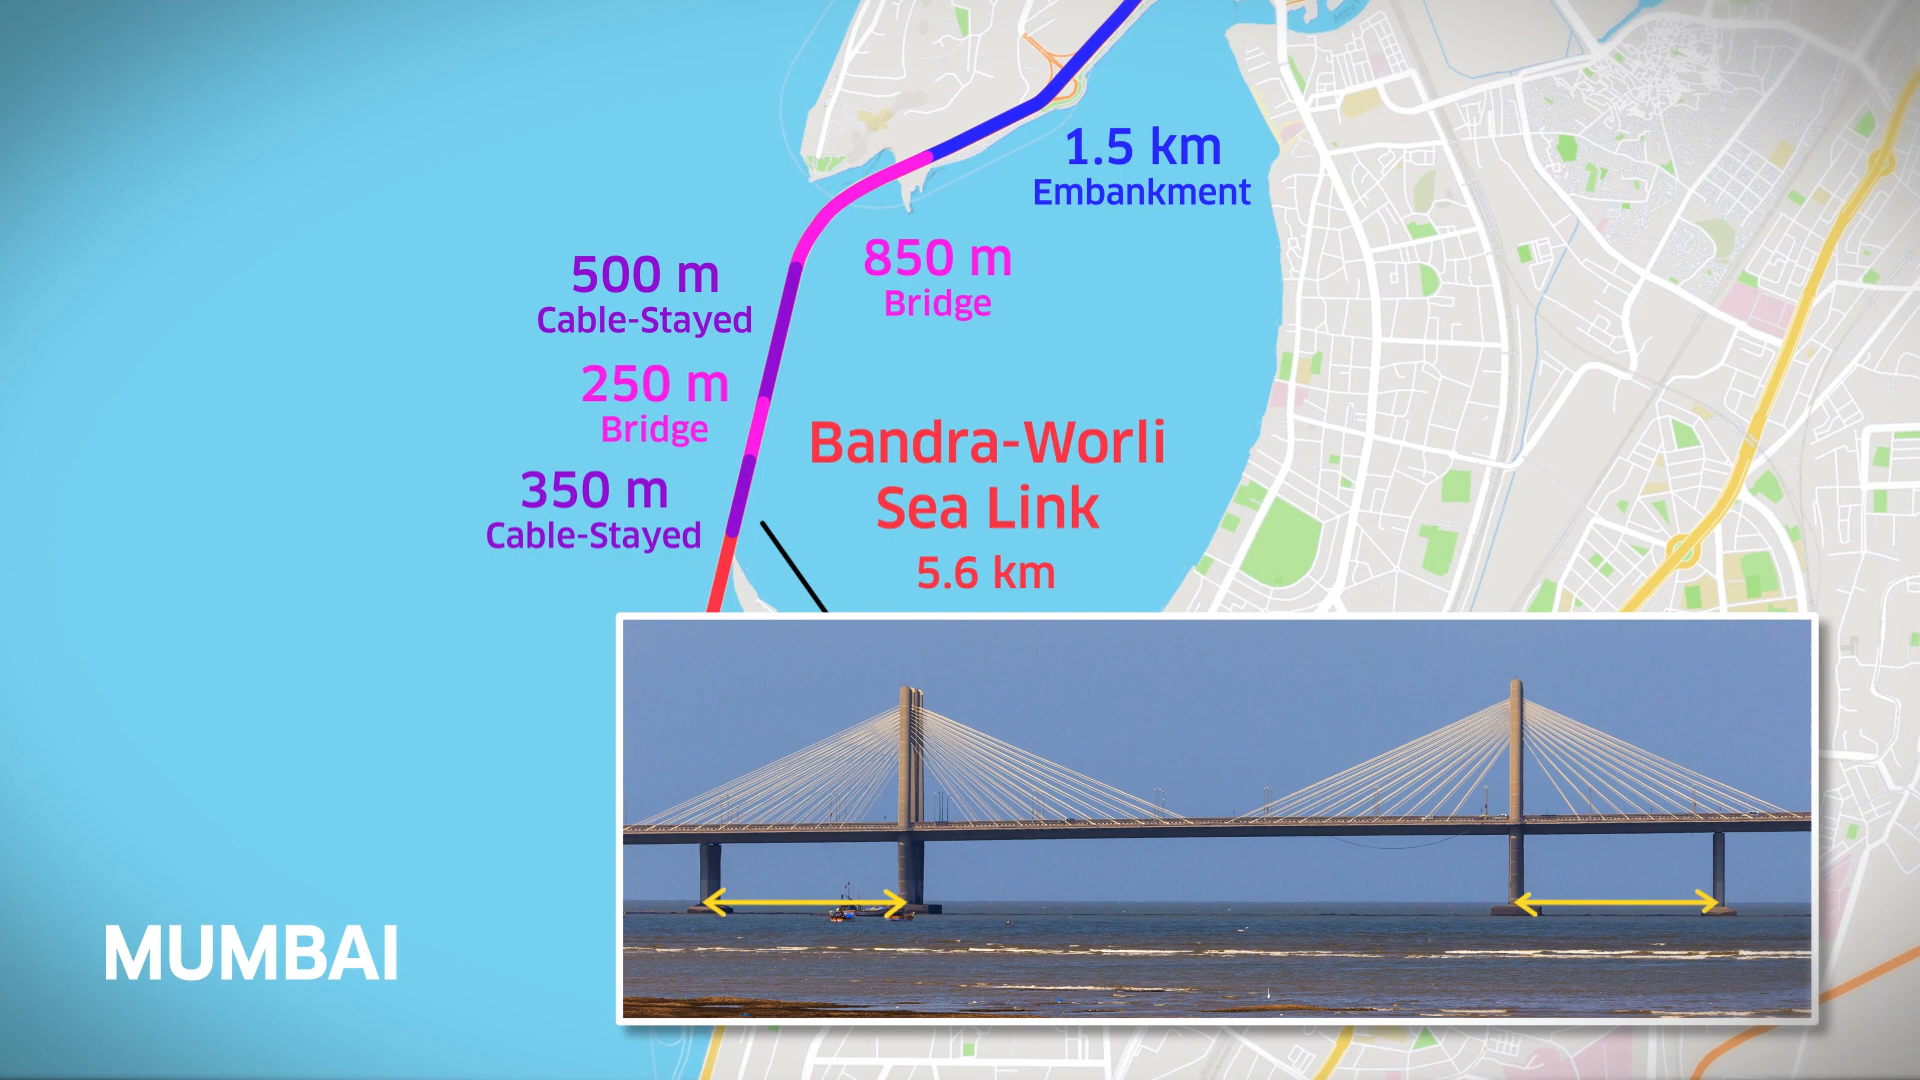 1.5 km
Embankment
850 m
Bridge
500 m
Cable-Stayed
250 m
Bridge
350 m
Cable-Stayed
Bandra-Worli
Sea Link
5.6 km
MUMBAI